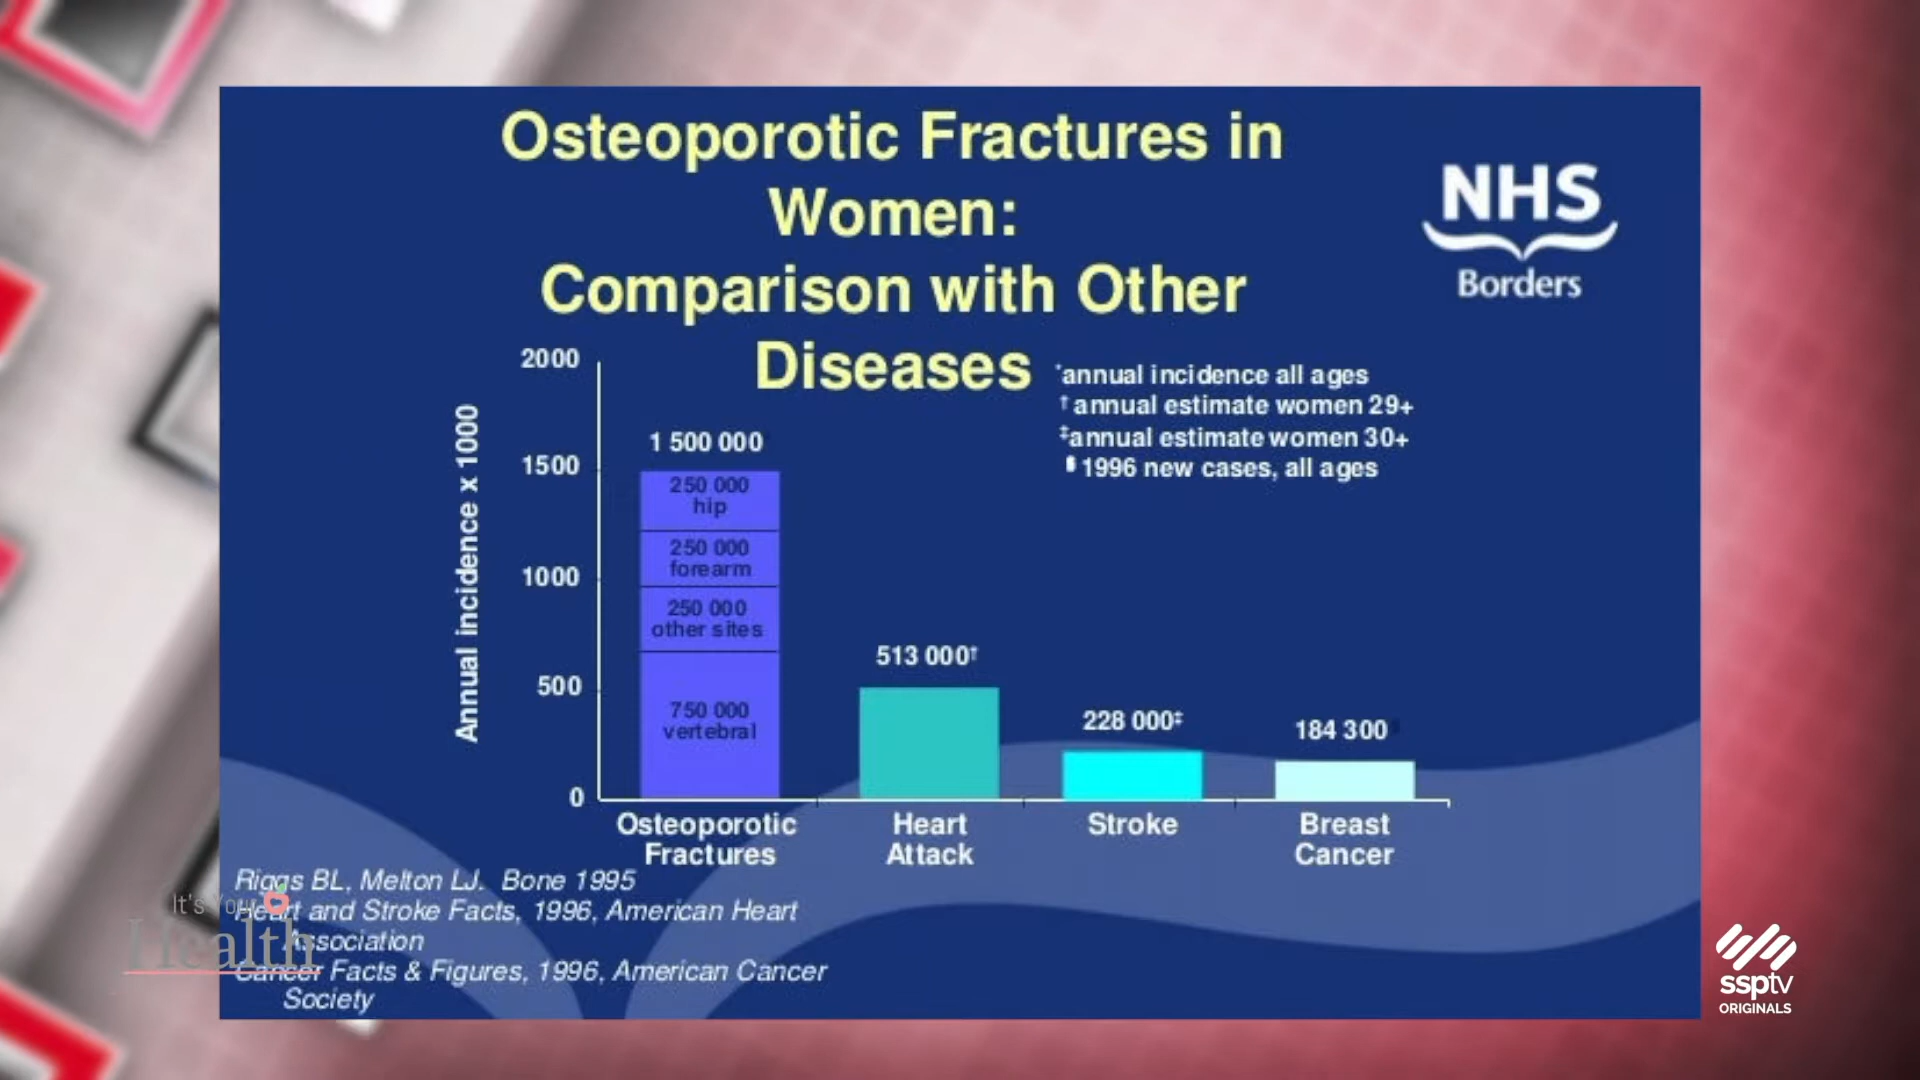 Osteoporotic Fractures in
Women:
Comparison with Other
Diseases
NHS
Borders
*annual incidence all ages
† annual estimate women 29+
‡annual estimate women 30+
1996 new cases, all ages
Annual incidence x 1000
2000
1500
1000
500
0
1 500 000
250 000
hip
250 000
forearm
250 000
other sites
750 000
vertebral
513 000†
228 000‡
184 300
Osteoporotic
Fractures
Heart
Attack
Stroke
Breast
Cancer
Riggs BL, Melton LJ. Bone 1995
Heart and Stroke Facts, 1996, American Heart
Association
Cancer Facts & Figures, 1996, American Cancer
Society
It's Your
Health
ssptv
ORIGINALS